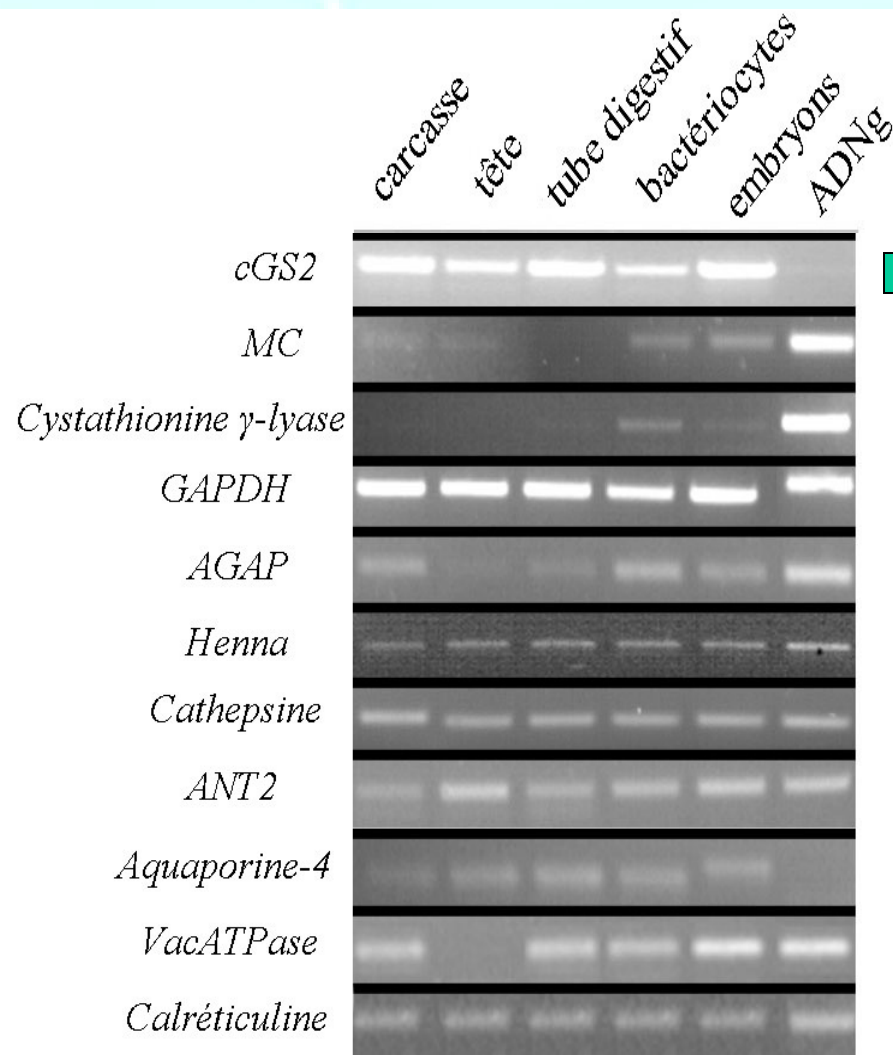 carcasse
tête
tube digestif
bactériocytes
embryons
ADNg
cGS2
MC
Cystathionine γ-lyase
GAPDH
AGAP
Henna
Cathepsine
ANT2
Aquaporine-4
VacATPase
Calréticuline